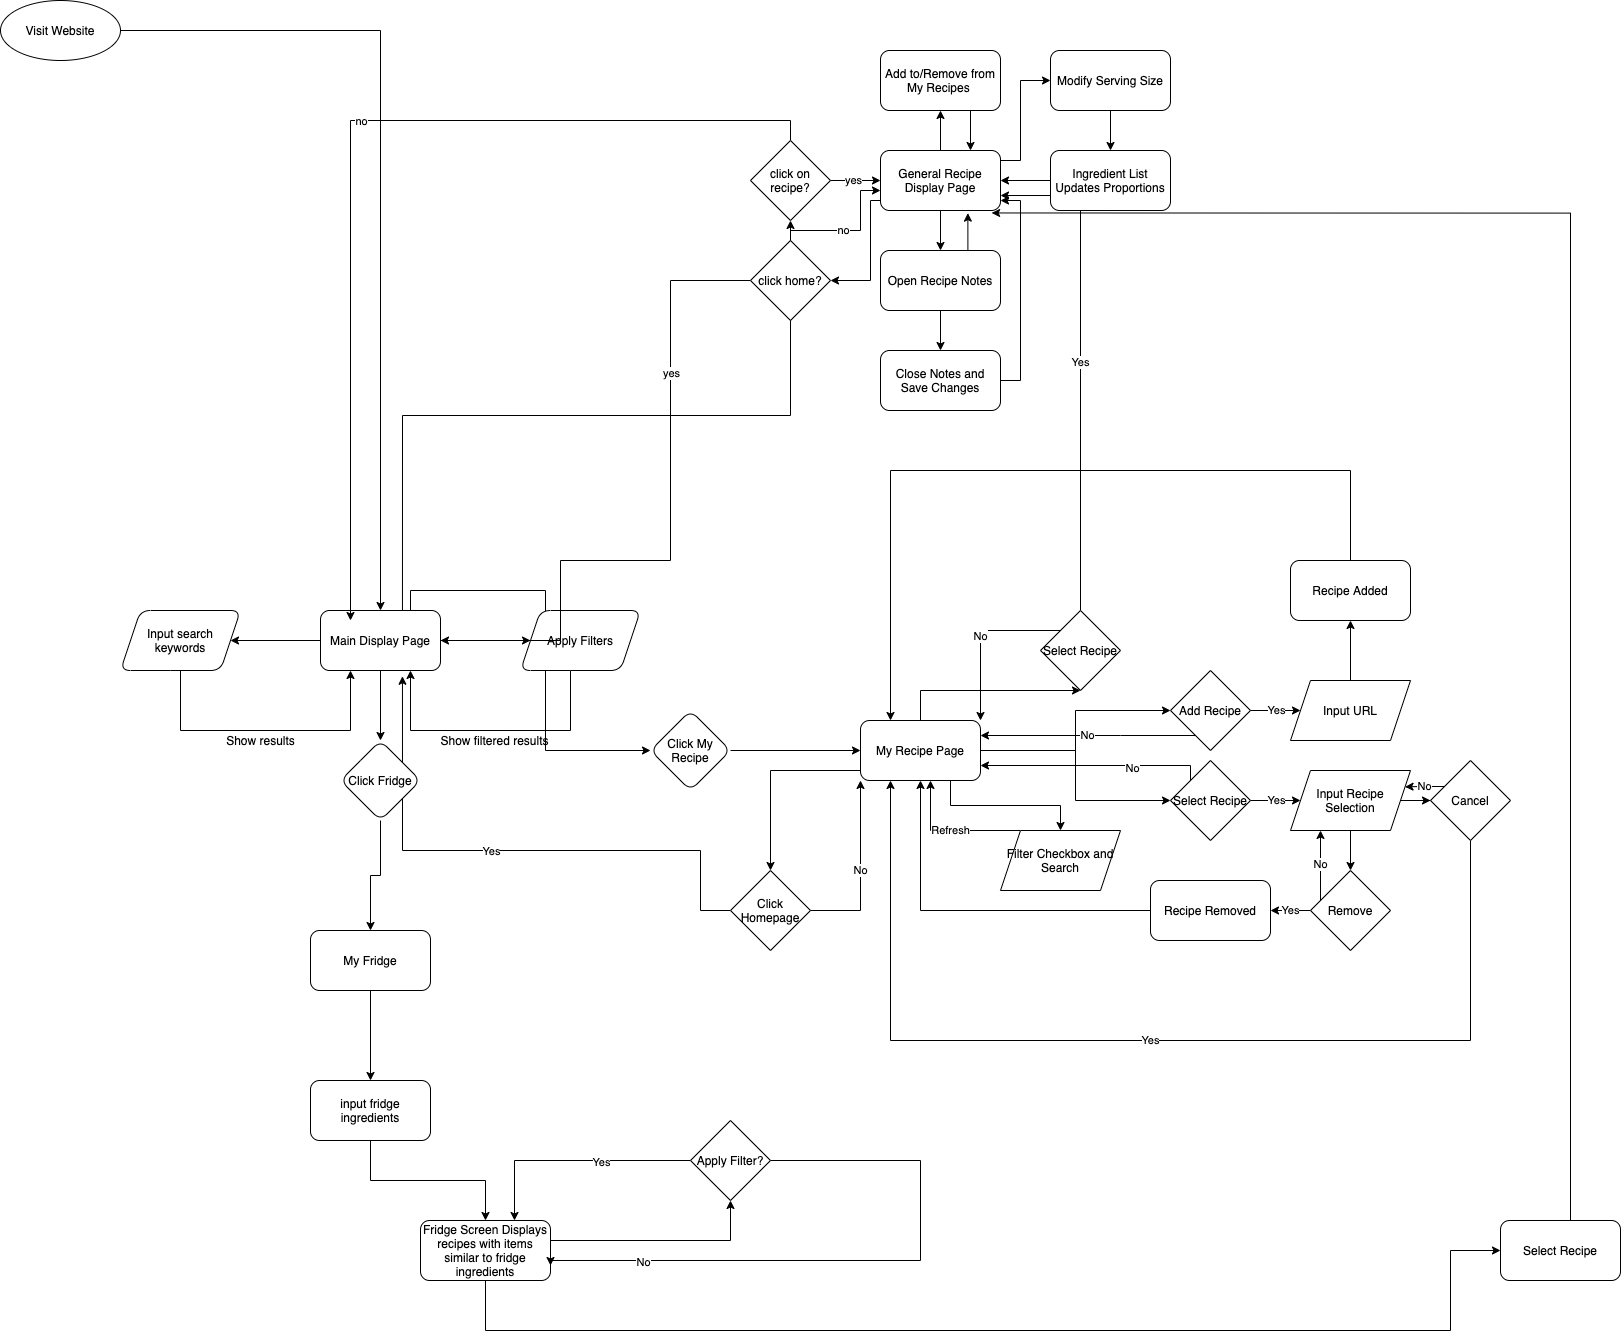 Visit Website
Add to/Remove from
My Recipes
Modify Serving Size
no
click on
recipe?
yes
General Recipe
Display Page
Ingredient List
Updates Proportions
no
click home?
Open Recipe Notes
yes
Close Notes and
Save Changes
Yes
Recipe Added
Input search
keywords
Main Display Page
Apply Filters
No
Select Recipe
Show results
Show filtered results
Click My
Recipe
My Recipe Page
Add Recipe
Yes
Input URL
No
No
Click Fridge
Select Recipe
Yes
Input Recipe
Selection
No
Cancel
Refresh
Filter Checkbox and
Search
Yes
No
No
Click
Homepage
Recipe Removed
Yes
Remove
My Fridge
Yes
input fridge
ingredients
Yes
Apply Filter?
Fridge Screen Displays
recipes with items
similar to fridge
ingredients
No
Select Recipe